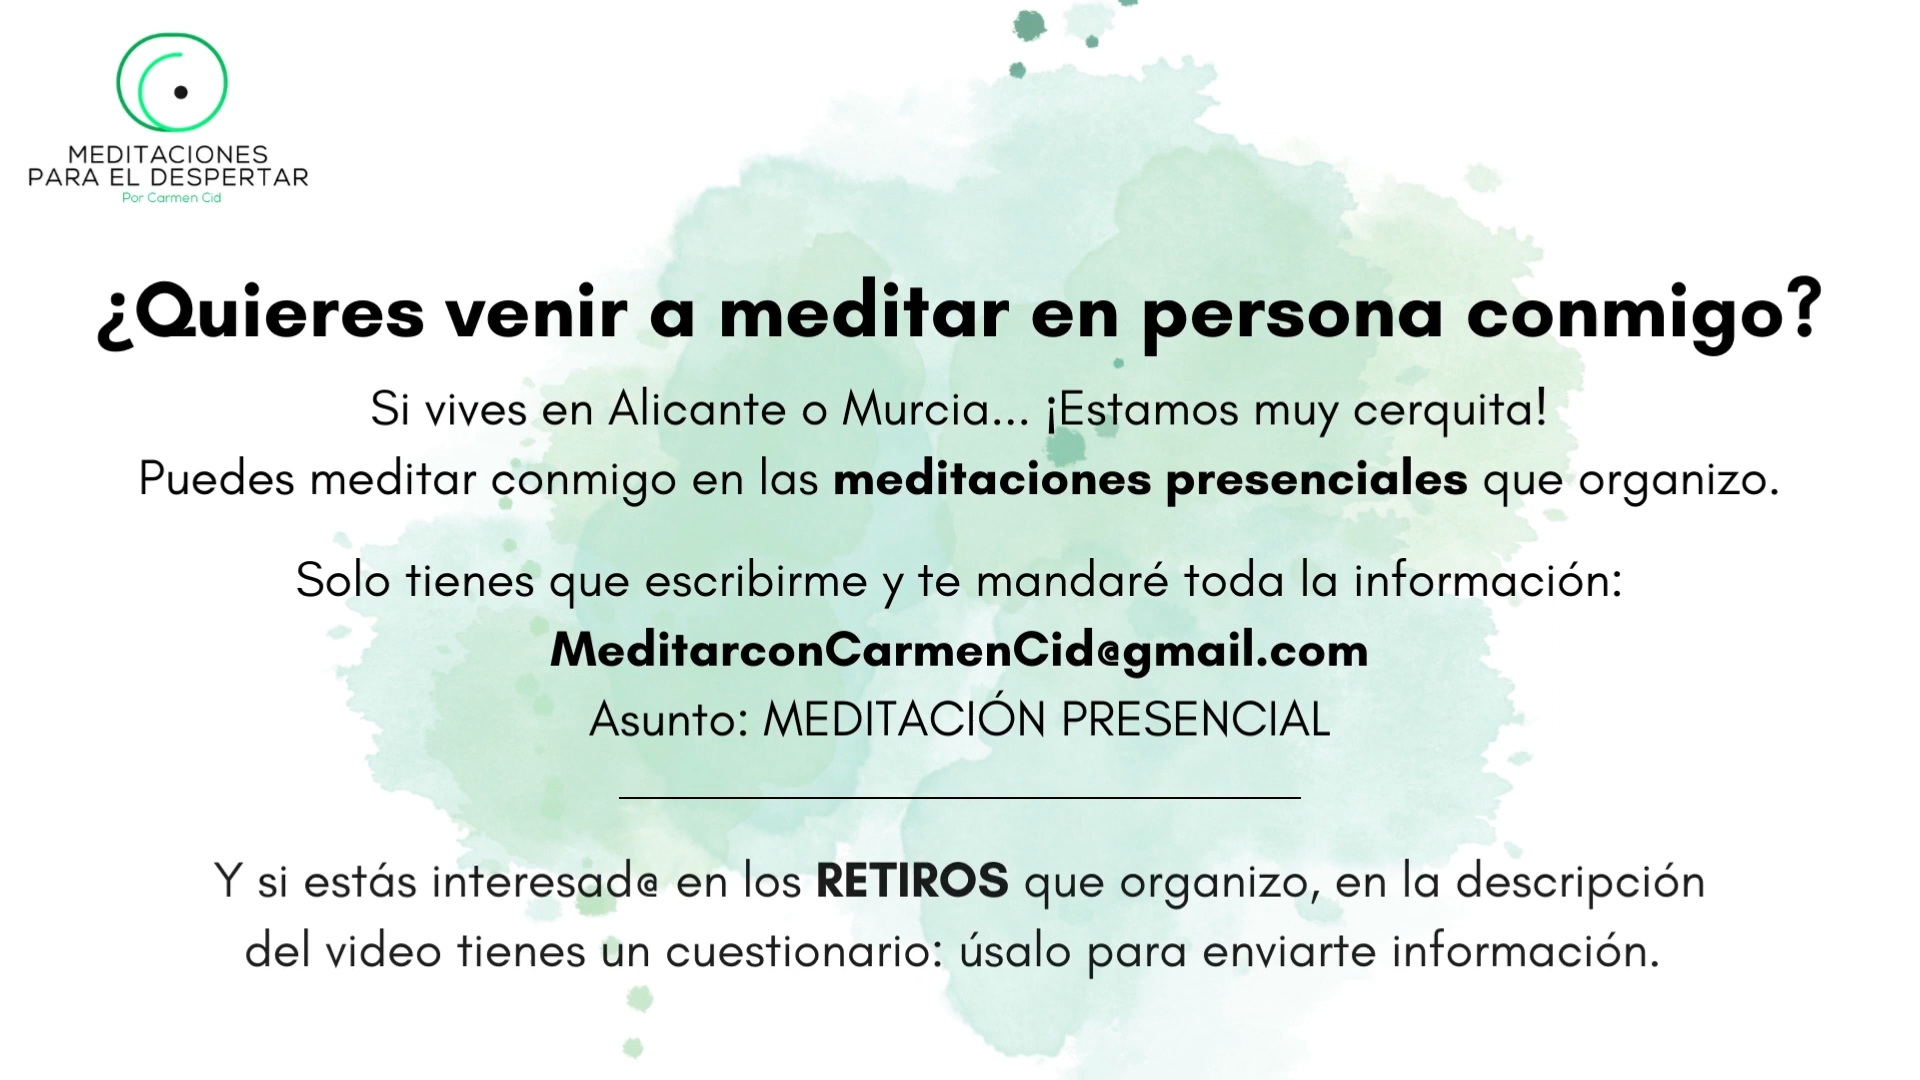 MEDITACIONES
PARA EL DESPERTAR
Por Carmen Cid
¿Quieres venir a meditar en persona conmigo?
Si vives en Alicante o Murcia... ¡Estamos muy cerquita!
Puedes meditar conmigo en las meditaciones presenciales que organizo.
Solo tienes que escribirme y te mandaré toda la información:
MeditarconCarmenCid@gmail.com
Asunto: MEDITACIÓN PRESENCIAL
Y si estás interesad@ en los RETIROS que organizo, en la descripción
del video tienes un cuestionario: úsalo para enviarte información.